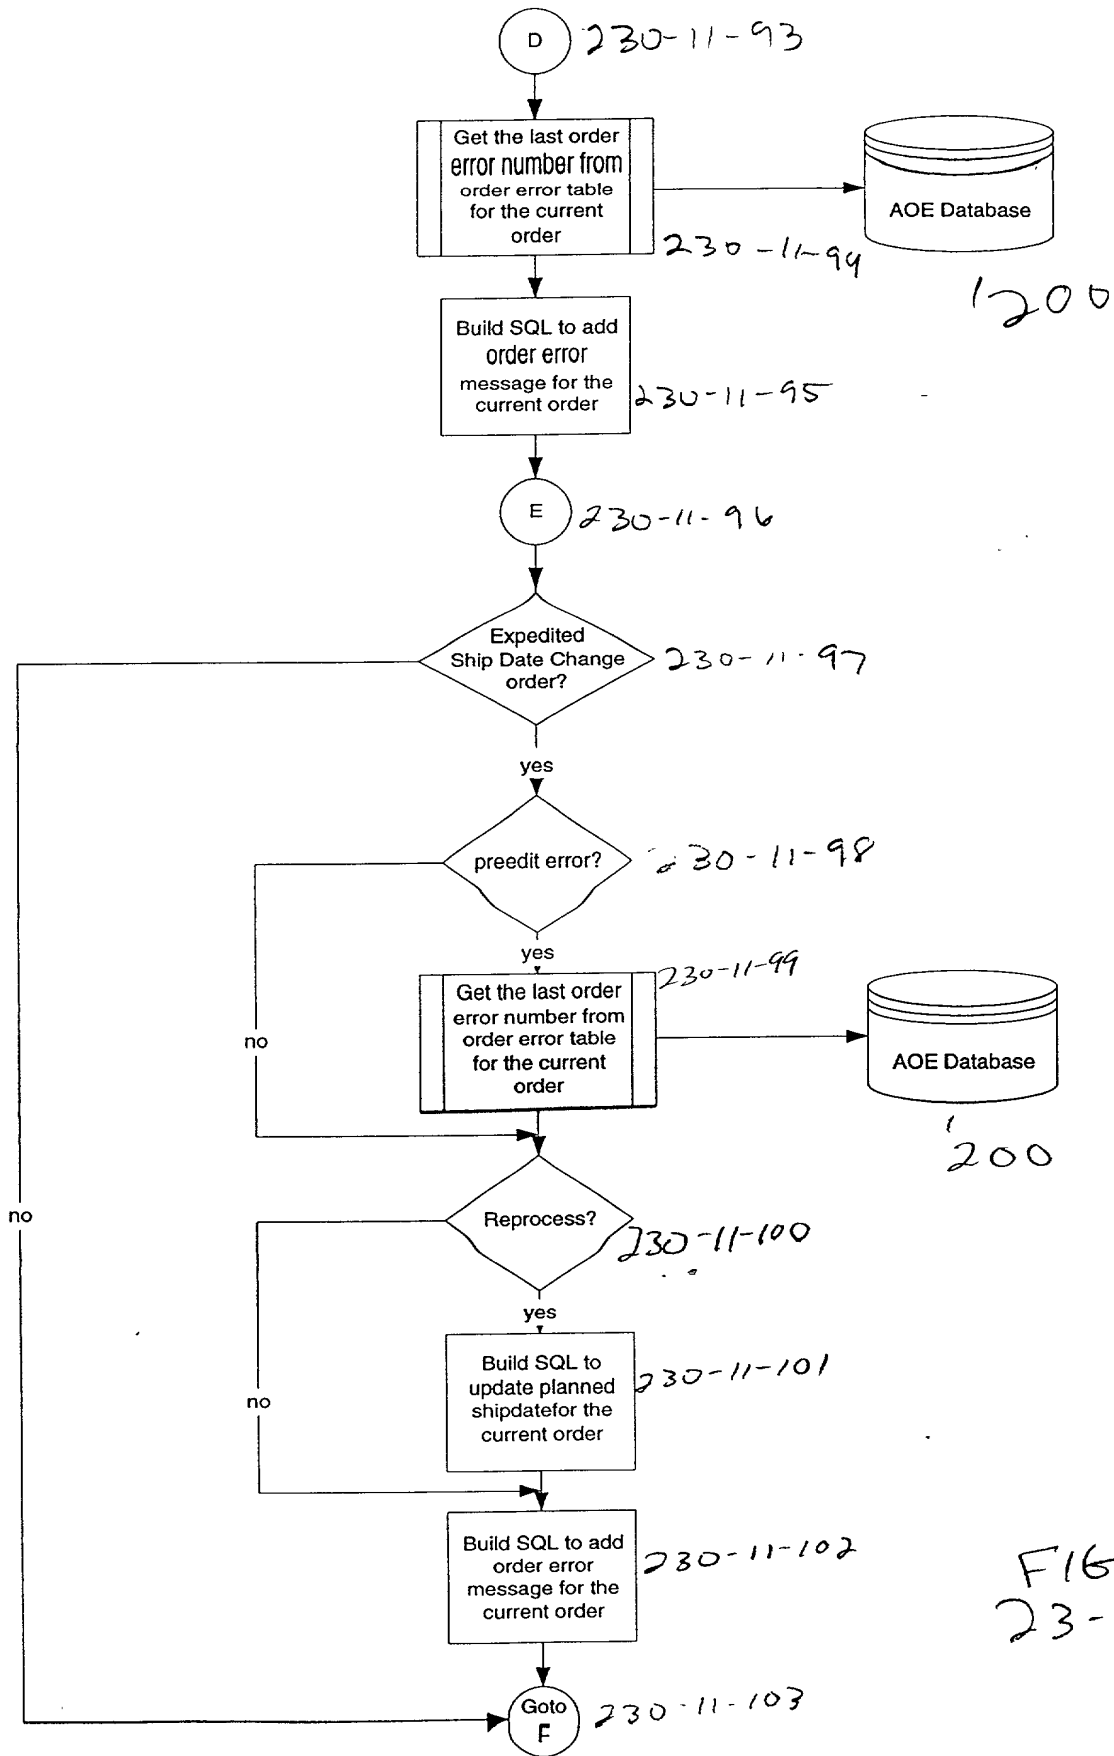 D 230-11-93
Get the last order
error number from
order error table
for the current
order
230-11-94
AOE Database
200
Build SQL to add
order error
message for the
current order
230-11-95
E 230-11-96
Expedited
Ship Date Change
order?
230-11-97
yes
preedit error?
230-11-98
yes
no
Get the last order
error number from
order error table
for the current
order
230-11-99
AOE Database
200
no
Reprocess?
230-11-100
yes
no
Build SQL to
update planned
shipdatefor the
current order
230-11-101
Build SQL to add
order error
message for the
current order
230-11-102
FIG
23-
Goto
F
230-11-103